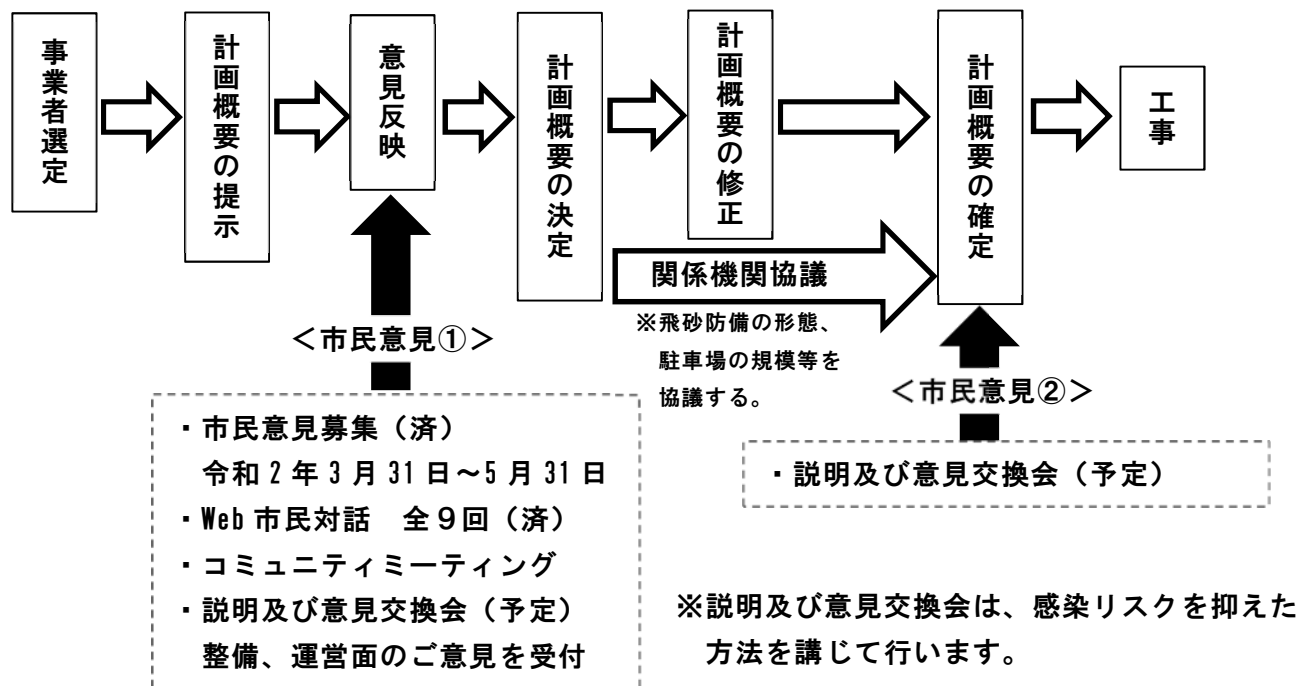 事業者選定
計画概要の提示
意見反映
計画概要の決定
計画概要の修正
計画概要の確定
工事
関係機関協議
※飛砂防備の形態、
駐車場の規模等を
協議する。
＜市民意見①＞
・市民意見募集（済）
令和2年3月31日～5月31日
・Web市民対話　全９回（済）
・コミュニティミーティング
・説明及び意見交換会（予定）
整備、運営面のご意見を受付
＜市民意見②＞
・説明及び意見交換会（予定）
※説明及び意見交換会は、感染リスクを抑えた
方法を講じて行います。